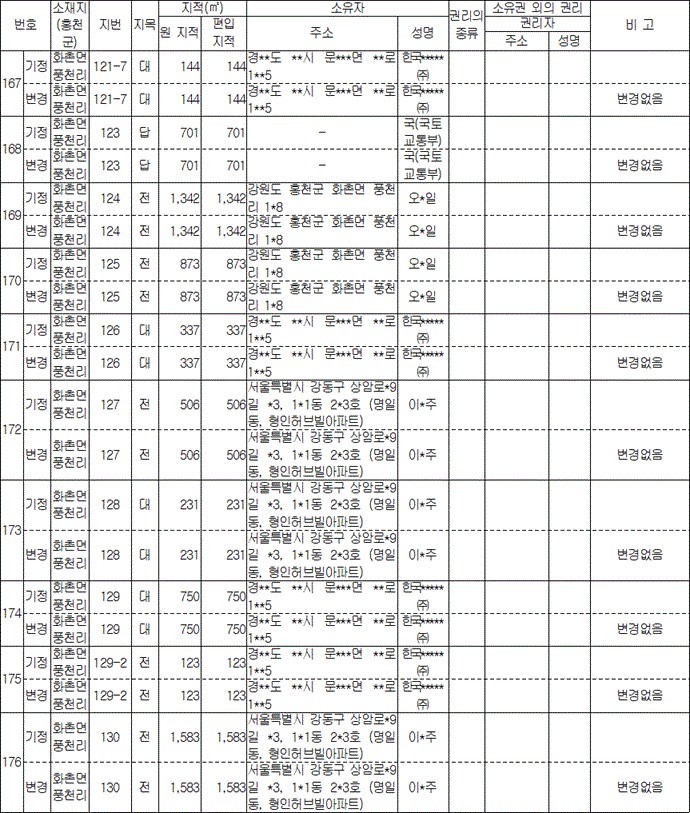 번호 소재지 (홍천 군) 지번 지목 지적(㎡) 소유자 권리의 종류 소유권 외의 권리 비 고
원 지적 편입 지적 주소 성명 권리자
주소 성명
167 기정 화촌면 풍천리 121-7 대 144 144 경**도 **시 문***면 **로 1**5 한국***** ㈜
변경 화촌면 풍천리 121-7 대 144 144 경**도 **시 문***면 **로 1**5 한국***** ㈜ 변경없음
168 기정 화촌면 풍천리 123 답 701 701 - 국(국토 교통부)
변경 화촌면 풍천리 123 답 701 701 - 국(국토 교통부) 변경없음
169 기정 화촌면 풍천리 124 전 1,342 1,342 강원도 홍천군 화촌면 풍천 리 1*8 오*일
변경 화촌면 풍천리 124 전 1,342 1,342 강원도 홍천군 화촌면 풍천 리 1*8 오*일 변경없음
170 기정 화촌면 풍천리 125 전 873 873 강원도 홍천군 화촌면 풍천 리 1*8 오*일
변경 화촌면 풍천리 125 전 873 873 강원도 홍천군 화촌면 풍천 리 1*8 오*일 변경없음
171 기정 화촌면 풍천리 126 대 337 337 경**도 **시 문***면 **로 1**5 한국***** ㈜
변경 화촌면 풍천리 126 대 337 337 경**도 **시 문***면 **로 1**5 한국***** ㈜ 변경없음
172 기정 화촌면 풍천리 127 전 506 506 서울특별시 강동구 상암로*9 길 *3, 1*1동 2*3호 (명일 동, 형인허브빌아파트) 이*주
변경 화촌면 풍천리 127 전 506 506 서울특별시 강동구 상암로*9 길 *3, 1*1동 2*3호 (명일 동, 형인허브빌아파트) 이*주 변경없음
173 기정 화촌면 풍천리 128 대 231 231 서울특별시 강동구 상암로*9 길 *3, 1*1동 2*3호 (명일 동, 형인허브빌아파트) 이*주
변경 화촌면 풍천리 128 대 231 231 서울특별시 강동구 상암로*9 길 *3, 1*1동 2*3호 (명일 동, 형인허브빌아파트) 이*주 변경없음
174 기정 화촌면 풍천리 129 대 750 750 경**도 **시 문***면 **로 1**5 한국***** ㈜
변경 화촌면 풍천리 129 대 750 750 경**도 **시 문***면 **로 1**5 한국***** ㈜ 변경없음
175 기정 화촌면 풍천리 129-2 전 123 123 경**도 **시 문***면 **로 1**5 한국***** ㈜
변경 화촌면 풍천리 129-2 전 123 123 경**도 **시 문***면 **로 1**5 한국***** ㈜ 변경없음
176 기정 화촌면 풍천리 130 전 1,583 1,583 서울특별시 강동구 상암로*9 길 *3, 1*1동 2*3호 (명일 동, 형인허브빌아파트) 이*주
변경 화촌면 풍천리 130 전 1,583 1,583 서울특별시 강동구 상암로*9 길 *3, 1*1동 2*3호 (명일 동, 형인허브빌아파트) 이*주 변경없음